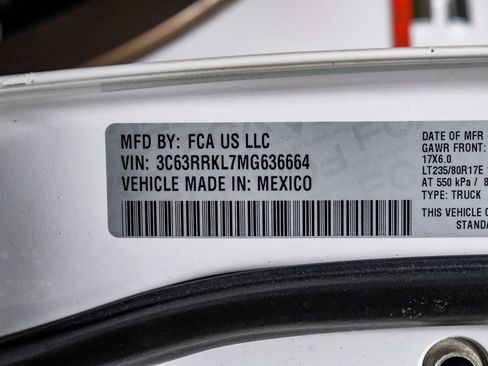 MFD BY: FCA US LLC
VIN: 3C63RRKL7MG636664
VEHICLE MADE IN: MEXICO
DATE OF MFR
GAWR FRONT:
17X6.0
LT235/80R17E
AT 550 kPa /
TYPE: TRUCK
THIS VEHICLE
STANDA